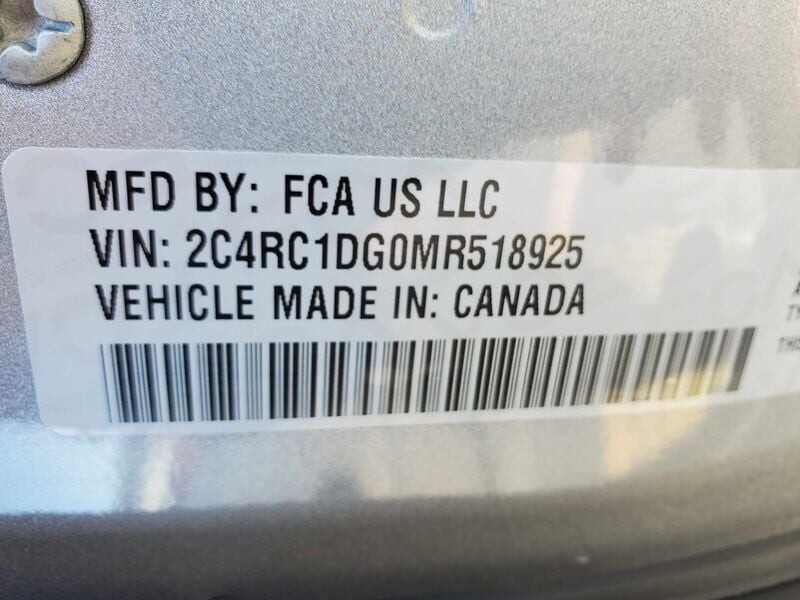 MFD BY: FCA US LLC
VIN: 2C4RC1DG0MR518925
VEHICLE MADE IN: CANADA